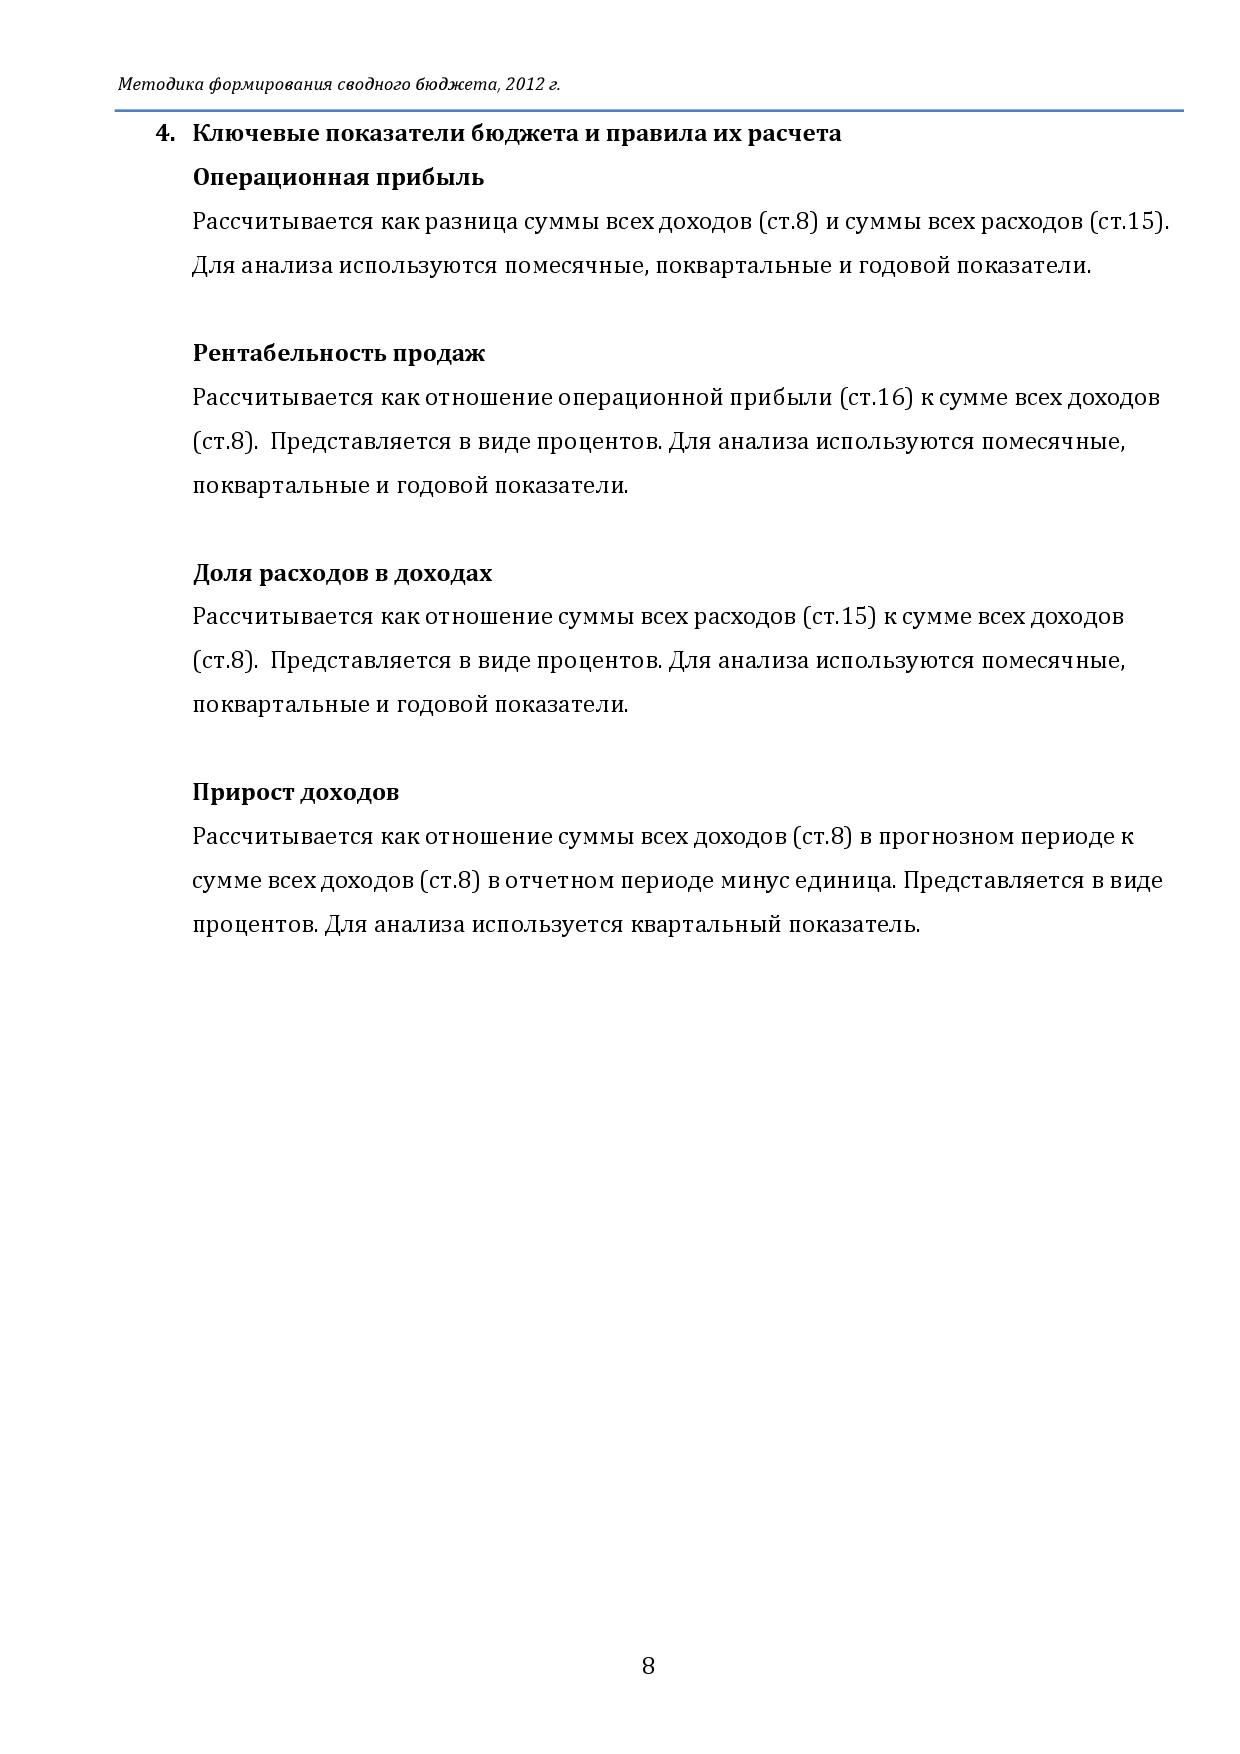 Методика формирования сводного бюджета, 2012 г.
4. Ключевые показатели бюджета и правила их расчета
Операционная прибыль
Рассчитывается как разница суммы всех доходов (ст.8) и суммы всех расходов (ст.15).
Для анализа используются помесячные, поквартальные и годовой показатели.
Рентабельность продаж
Рассчитывается как отношение операционной прибыли (ст.16) к сумме всех доходов
(ст.8). Представляется в виде процентов. Для анализа используются помесячные,
поквартальные и годовой показатели.
Доля расходов в доходах
Рассчитывается как отношение суммы всех расходов (ст.15) к сумме всех доходов
(ст.8). Представляется в виде процентов. Для анализа используются помесячные,
поквартальные и годовой показатели.
Прирост доходов
Рассчитывается как отношение суммы всех доходов (ст.8) в прогнозном периоде к
сумме всех доходов (ст.8) в отчетном периоде минус единица. Представляется в виде
процентов. Для анализа используется квартальный показатель.
8